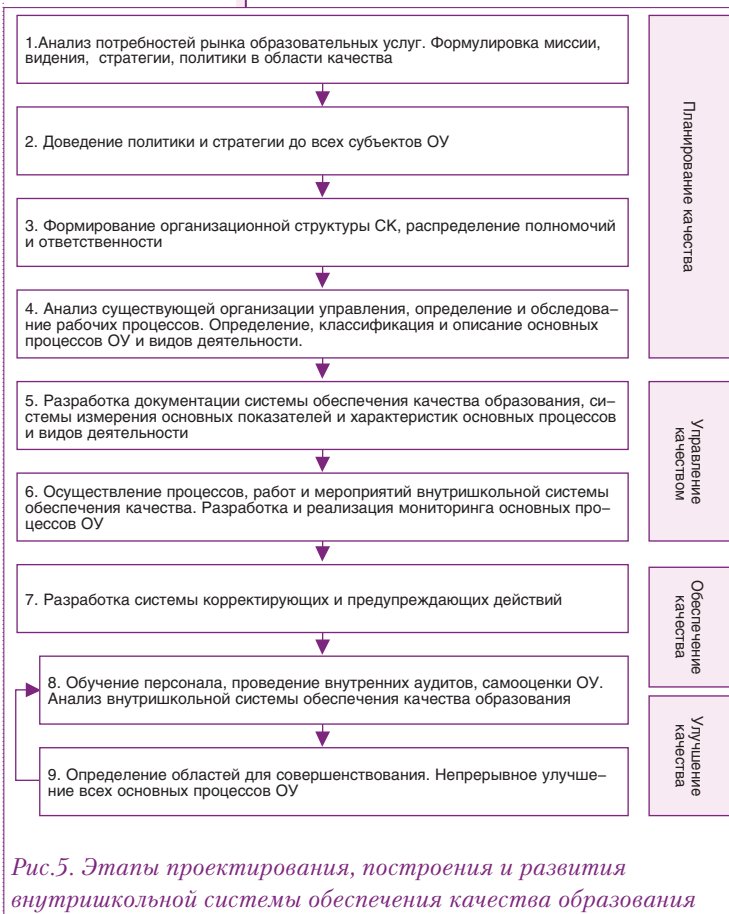 1.Анализ потребностей рынка образовательных услуг. Формулировка миссии,
видения, стратегии, политики в области качества
2. Доведение политики и стратегии до всех субъектов ОУ
3. Формирование организационной структуры СК, распределение полномочий
и ответственности
4. Анализ существующей организации управления, определение и обследова–
ние рабочих процессов. Определение, классификация и описание основных
процессов ОУ и видов деятельности.
Планирование качества
5. Разработка документации системы обеспечения качества образования, си–
стемы измерения основных показателей и характеристик основных процессов
и видов деятельности
6. Осуществление процессов, работ и мероприятий внутришкольной системы
обеспечения качества. Разработка и реализация мониторинга основных про–
цессов ОУ
Управление
качеством
7. Разработка системы корректирующих и предупреждающих действий
Обеспечение
качества
8. Обучение персонала, проведение внутренних аудитов, самооценки ОУ.
Анализ внутришкольной системы обеспечения качества образования
9. Определение областей для совершенствования. Непрерывное улучше–
ние всех основных процессов ОУ
Улучшение
качества
Рис.5. Этапы проектирования, построения и развития
внутришкольной системы обеспечения качества образования